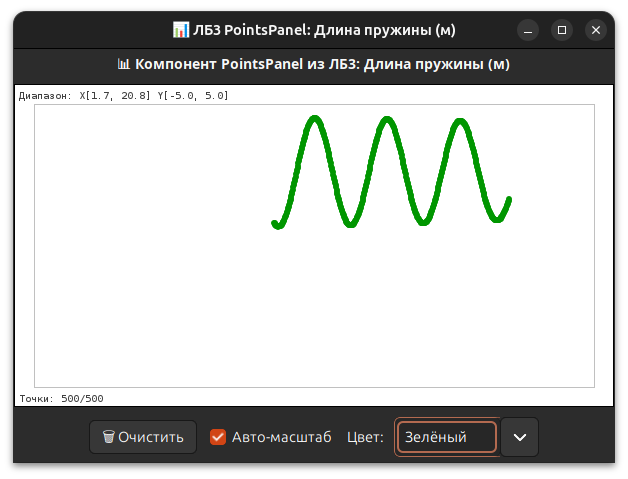 ЛБ3 PointsPanel: Длина пружины (м)
Компонент PointsPanel из ЛБ3: Длина пружины (м)
Диапазон: X[1.7, 20.8] Y[-5.0, 5.0]
Точки: 500/500
Очистить Авто-масштаб Цвет: Зелёный